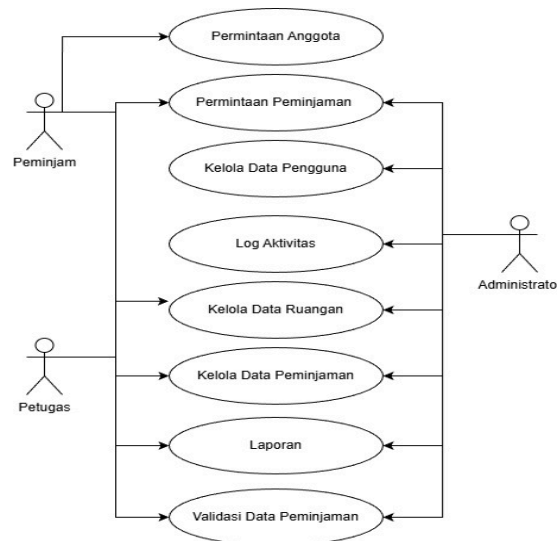 Permintaan Anggota
Permintaan Peminjaman
Peminjam
Kelola Data Pengguna
Log Aktivitas
Administrato
Kelola Data Ruangan
Kelola Data Peminjaman
Petugas
Laporan
Validasi Data Peminjaman